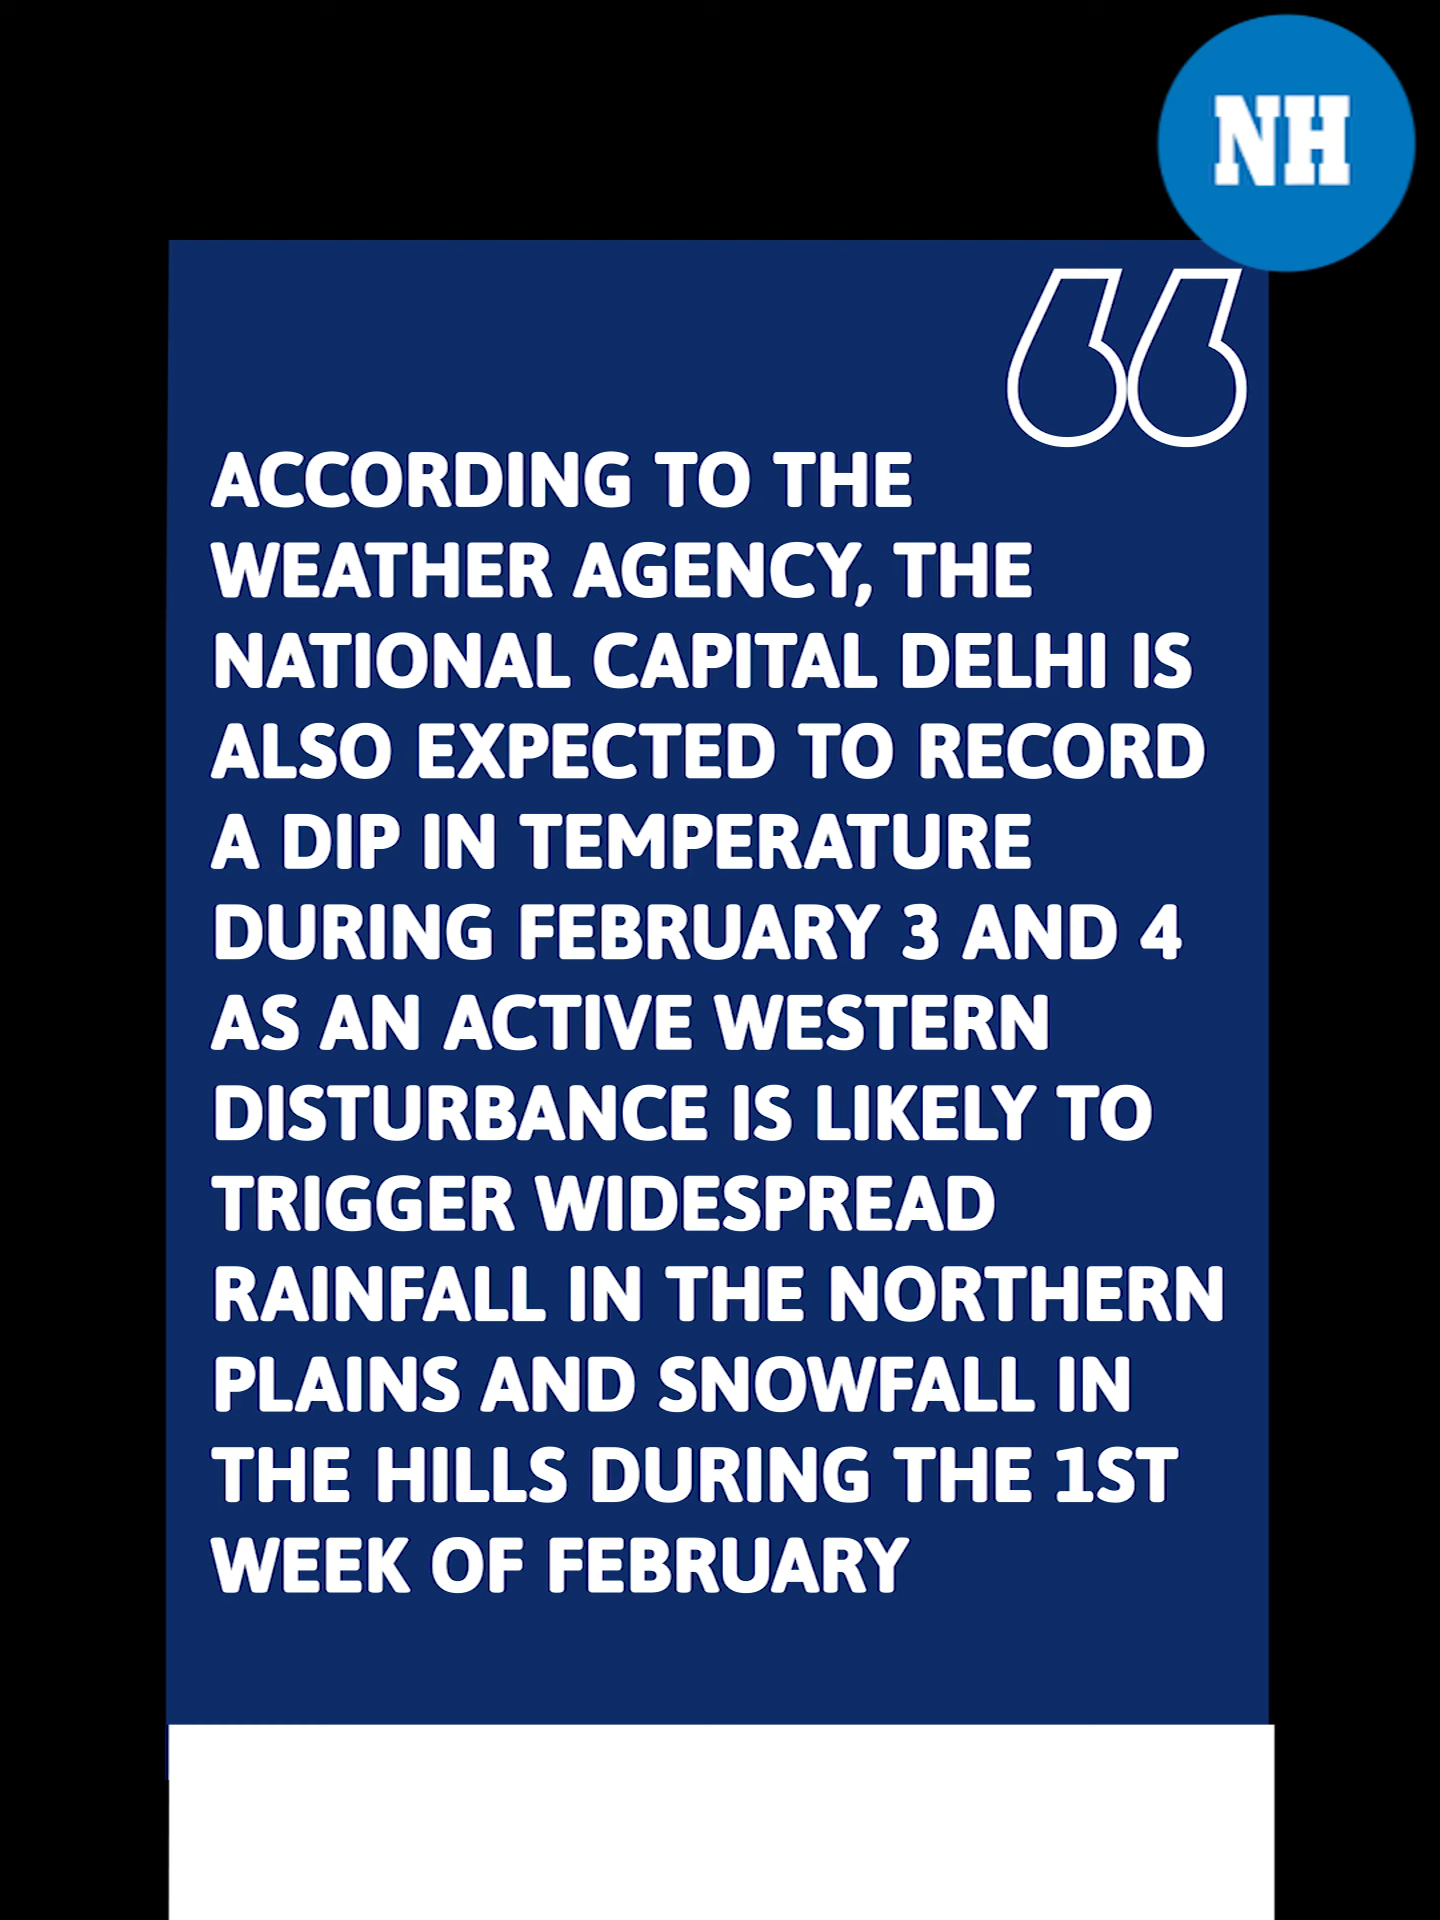 NH
ACCORDING TO THE
WEATHER AGENCY, THE
NATIONAL CAPITAL DELHI IS
ALSO EXPECTED TO RECORD
A DIP IN TEMPERATURE
DURING FEBRUARY 3 AND 4
AS AN ACTIVE WESTERN
DISTURBANCE IS LIKELY TO
TRIGGER WIDESPREAD
RAINFALL IN THE NORTHERN
PLAINS AND SNOWFALL IN
THE HILLS DURING THE 1ST
WEEK OF FEBRUARY